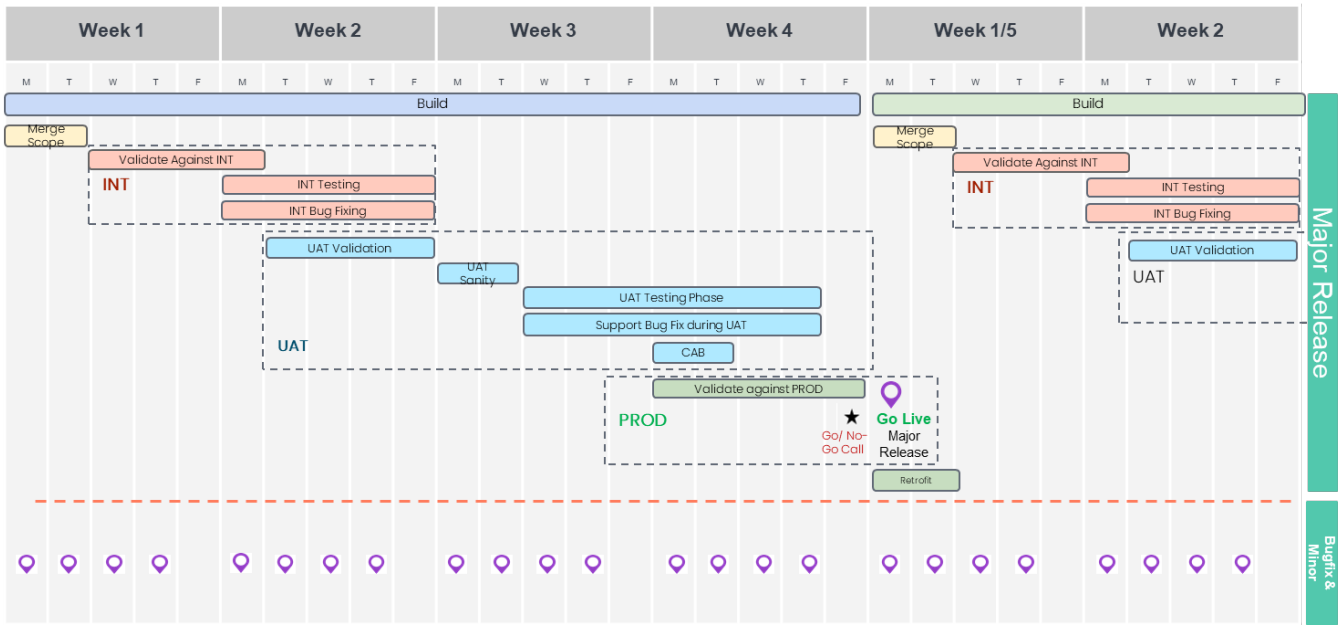 Week 1 Week 2 Week 3 Week 4 Week 1/5 Week 2
M T W T F M T W T F M T W T F M T W T F M T W T F M T W T F
Build Build
Merge Merge
Scope Scope
Validate Against INT Validate Against INT
INT INT Testing INT INT Testing
INT Bug Fixing INT Bug Fixing
UAT Validation UAT Validation
UAT
Sanity UAT
UAT Testing Phase
Support Bug Fix during UAT
UAT CAB
Validate against PROD
PROD Go Live
Go/ No- Major
Go Call Release
Retrofit
Major Release
Bugfix &
Minor